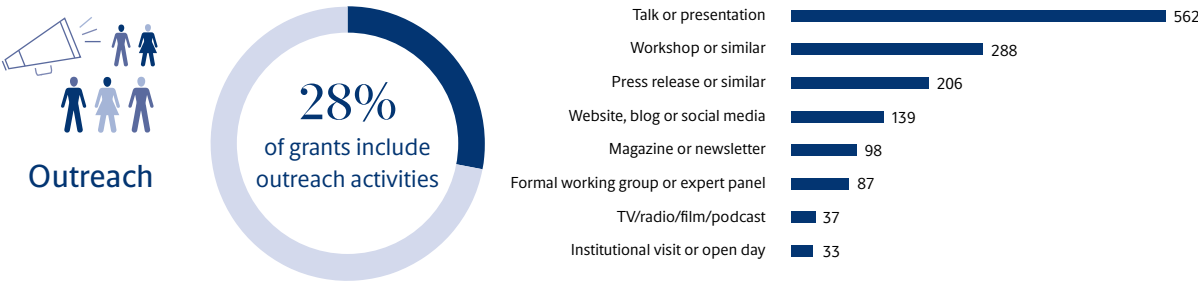 Outreach
28%
of grants include
outreach activities
Talk or presentation 562
Workshop or similar 288
Press release or similar 206
Website, blog or social media 139
Magazine or newsletter 98
Formal working group or expert panel 87
TV/radio/film/podcast 37
Institutional visit or open day 33